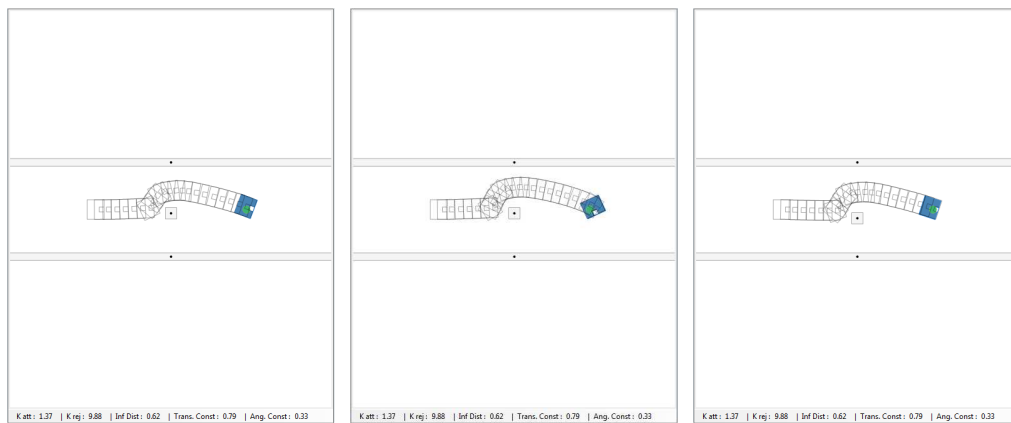 K att : 1.37 | K rej : 9.88 | Inf Dist : 0.62 | Trans. Const : 0.79 | Ang. Const : 0.33
K att : 1.37 | K rej : 9.88 | Inf Dist : 0.62 | Trans. Const : 0.79 | Ang. Const : 0.33
K att : 1.37 | K rej : 9.88 | Inf Dist : 0.62 | Trans. Const : 0.79 | Ang. Const : 0.33